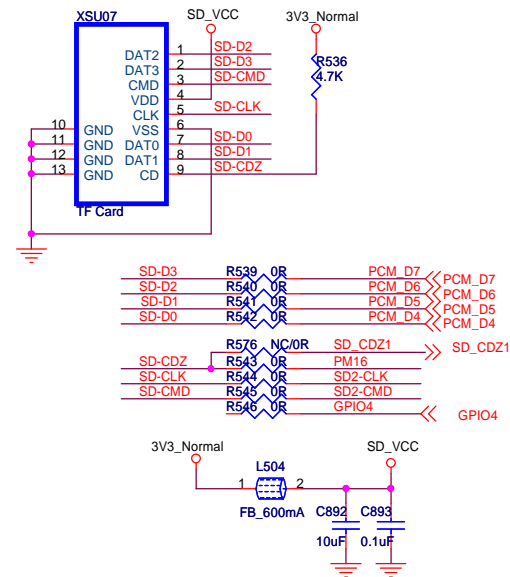 XSU07 SD_VCC 3V3_Normal
DAT2 1 SD-D2
DAT3 2 SD-D3
CMD 3 SD-CMD
VDD 4
CLK 5 SD-CLK
10 GND VSS 6
11 GND DAT0 7 SD-D0
12 GND DAT1 8 SD-D1
13 GND CD 9 SD-CDZ
R536
4.7K
TF Card
SD-D3 R539 0R PCM_D7 PCM_D7
SD-D2 R540 0R PCM_D6 PCM_D6
SD-D1 R541 0R PCM_D5 PCM_D5
SD-D0 R542 0R PCM_D4 PCM_D4
R576 NC/0R SD_CDZ1 SD_CDZ1
SD-CDZ R543 0R PM16
SD-CLK R544 0R SD2-CLK
SD-CMD R545 0R SD2-CMD
R546 0R GPIO4 GPIO4
3V3_Normal SD_VCC
L504
1 2
FB_600mA C892 C893
10uF 0.1uF